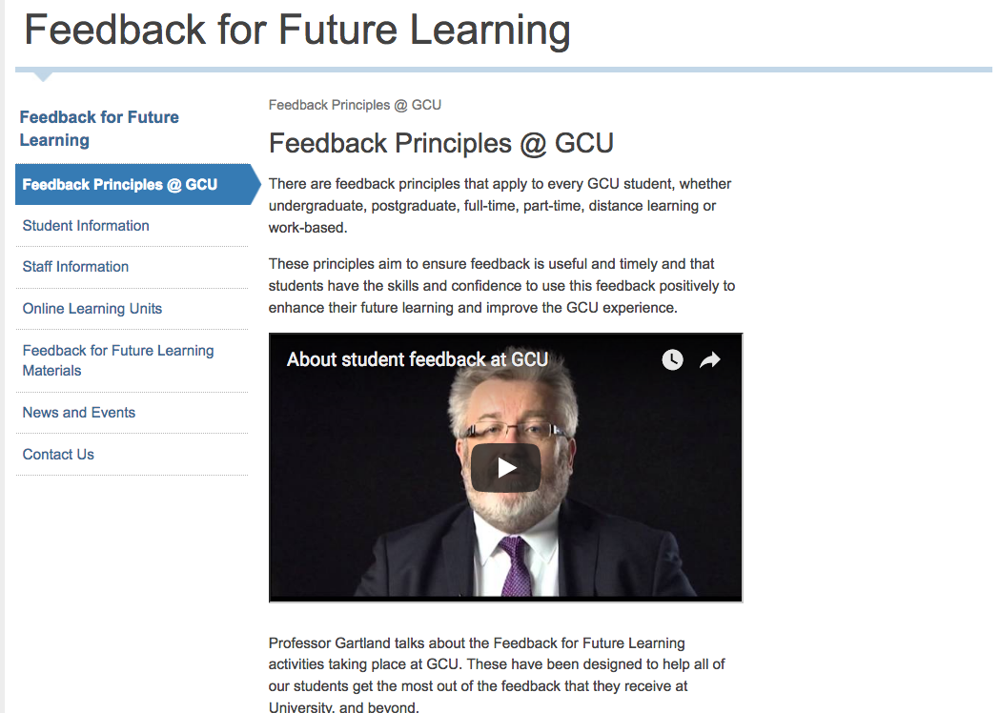 Feedback for Future Learning
Feedback for Future
Learning
Feedback Principles @ GCU
Student Information
Staff Information
Online Learning Units
Feedback for Future Learning
Materials
News and Events
Contact Us
Feedback Principles @ GCU
Feedback Principles @ GCU
There are feedback principles that apply to every GCU student, whether
undergraduate, postgraduate, full-time, part-time, distance learning or
work-based.
These principles aim to ensure feedback is useful and timely and that
students have the skills and confidence to use this feedback positively to
enhance their future learning and improve the GCU experience.
About student feedback at GCU
Professor Gartland talks about the Feedback for Future Learning
activities taking place at GCU. These have been designed to help all of
our students get the most out of the feedback that they receive at
University, and beyond.